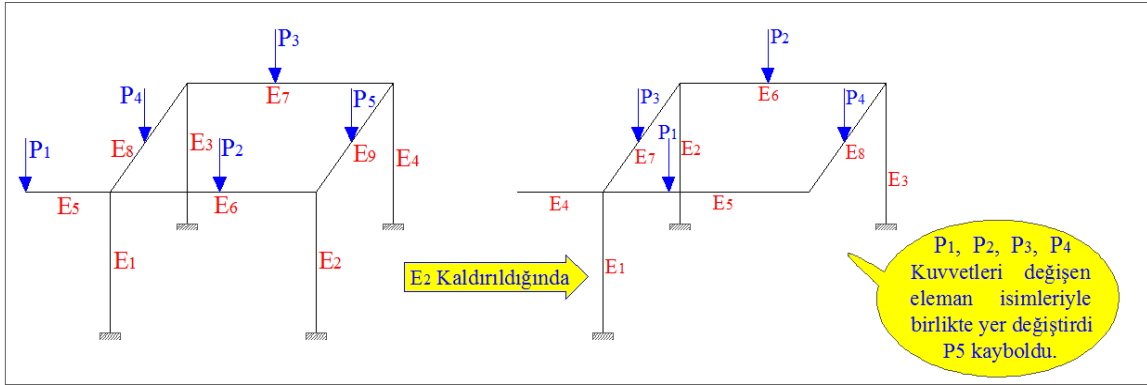 P3
P2
P4
P5
P3
P4
E7
E6
P1
E8
E3
P2
E9
E4
P1
E7
E2
E8
E3
E5
E6
E4
E5
E1
E2
E2 Kaldırıldığında
E1
P1, P2, P3, P4
Kuvvetleri değişen
eleman isimleriyle
birlikte yer değiştirdi
P5 kayboldu.